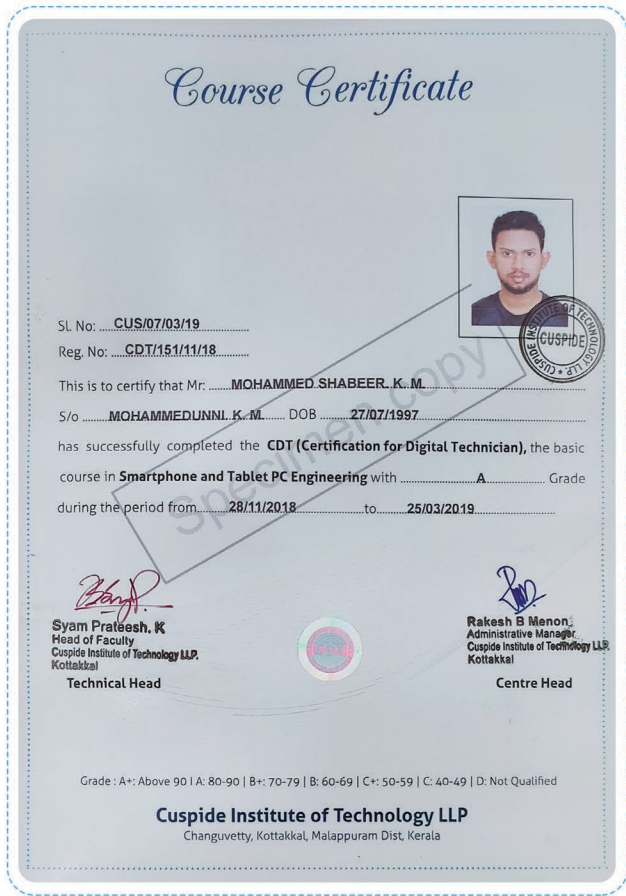 Course Certificate
CUSPIDE INSTITUTE OF TECHNOLOGY LLP.
CUSPIDE
SL No: CUS/07/03/19
Reg. No: CDT/151/11/18
This is to certify that Mr: MOHAMMED SHABEER. K. M.
S/o MOHAMMEDUNNI. K. M. DOB 27/07/1997
has successfully completed the CDT (Certification for Digital Technician), the basic
course in Smartphone and Tablet PC Engineering with A Grade
during the period from 28/11/2018 to 25/03/2019
Specimen copy
Syam Prateesh. K
Head of Faculty
Cuspide Institute of Technology LLP.
Kottakkal
Technical Head
Rakesh B Menon
Administrative Manager
Cuspide Institute of Technology LLP.
Kottakkal
Centre Head
Grade : A+: Above 90 I A: 80-90 | B+: 70-79 | B: 60-69 | C+: 50-59 | C: 40-49 | D: Not Qualified
Cuspide Institute of Technology LLP
Changuvetty, Kottakkal, Malappuram Dist, Kerala